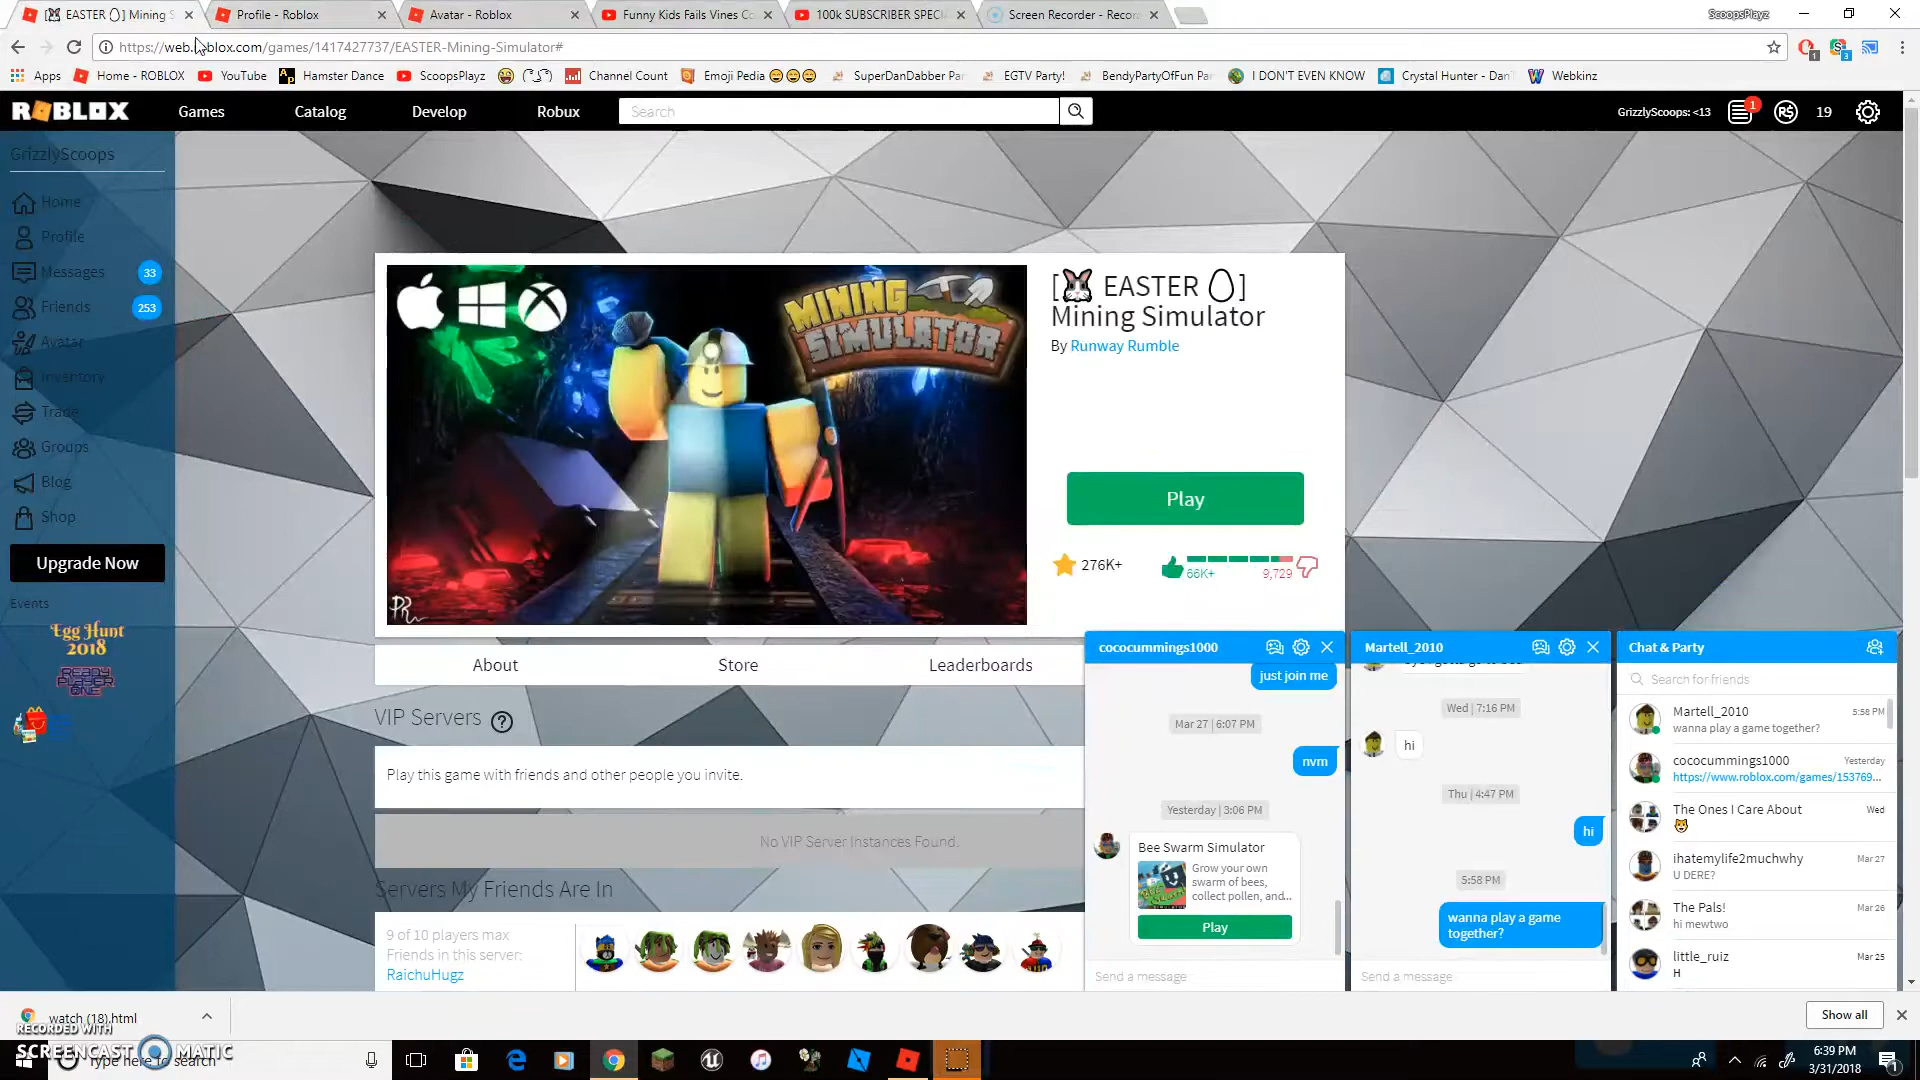 [🐰 EASTER 🥚] Mining S
Profile - Roblox
Avatar - Roblox
Funny Kids Fails Vines Co
100k SUBSCRIBER SPECI
Screen Recorder - Record
ScoopsPlayz
https://web.roblox.com/games/1417427737/EASTER-Mining-Simulator#
Apps
Home - ROBLOX
YouTube
Hamster Dance
ScoopsPlayz
( ͡° ͜ʖ ͡°)
Channel Count
Emoji Pedia 😄😄😄
SuperDanDabber Par
EGTV Party!
BendyPartyOfFun Par
I DON'T EVEN KNOW
Crystal Hunter - DanT
Webkinz
ROBLOX
Games
Catalog
Develop
Robux
Search
GrizzlyScoops: <13
1
R$
19
GrizzlyScoops
Home
Profile
Messages 33
Friends 253
Avatar
Inventory
Trade
Groups
Blog
Shop
Upgrade Now
Events
Egg Hunt
2018
READY
PLAYER
ONE
MINING
SIMULATOR
[🐰 EASTER 🥚]
Mining Simulator
By Runway Rumble
Play
276K+
66K+
9,729
About
Store
Leaderboards
VIP Servers ?
Play this game with friends and other people you invite.
No VIP Server Instances Found.
Servers My Friends Are In
9 of 10 players max
Friends in this server:
RaichuHugz
cococummings1000
just join me
Mar 27 | 6:07 PM
nvm
Yesterday | 3:06 PM
Bee Swarm Simulator
Grow your own
swarm of bees,
collect pollen, and...
Play
Send a message
Martell_2010
Wed | 7:16 PM
hi
Thu | 4:47 PM
hi
5:58 PM
wanna play a game
together?
Send a message
Chat & Party
Search for friends
Martell_2010 5:58 PM
wanna play a game together?
cococummings1000 Yesterday
https://www.roblox.com/games/153769...
The Ones I Care About Wed
🐱
ihatemylife2muchwhy Mar 27
U DERE?
The Pals! Mar 26
hi mewtwo
little_ruiz Mar 25
H
watch (18).html
Show all
RECORDED WITH
SCREENCAST MATIC
Type here to search
6:39 PM
3/31/2018